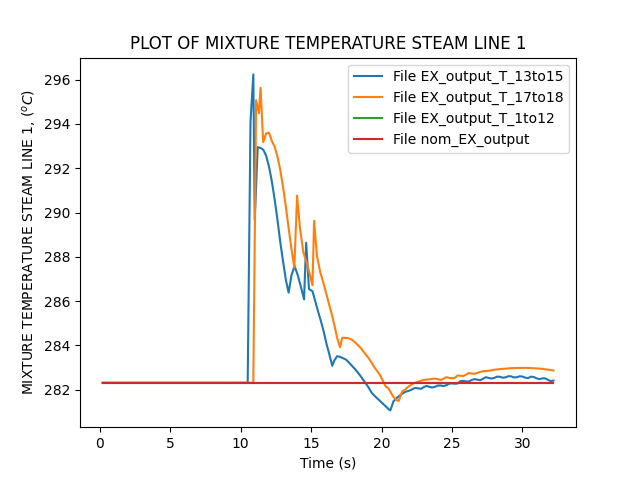 PLOT OF MIXTURE TEMPERATURE STEAM LINE 1
MIXTURE TEMPERATURE STEAM LINE 1, (°C)
296
294
292
290
288
286
284
282
File EX_output_T_13to15
File EX_output_T_17to18
File EX_output_T_1to12
File nom_EX_output
0 5 10 15 20 25 30
Time (s)